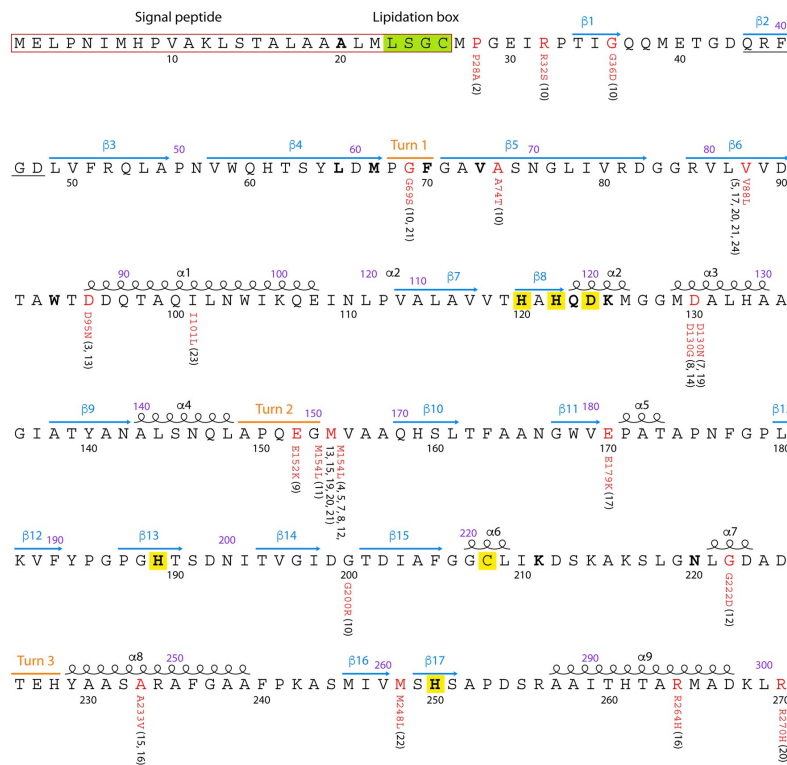 Signal peptide Lipidation box β1 β2
40
MELPNIMHPVAKLSTALAAALMLSGCMPGEIRPTIGQQMETGDQRF
10 20 30 40
P28A (2) R32S (10) G36D (10)
β3 50 β4 60 Turn 1 β5 70 80 β6
GDLVFRQLAPNVWQHTSYLDMPGFGAVASNGLIVRDGGRVLVVD
50 60 70 80 90
G69S (10, 21) A74T (10) V88L (5, 17, 20, 21, 24)
90 α1 100 120 α2 110 β7 β8 120 α2 α3 130
TAWTDDQTAQILNWIKQEINLPVALAVVTHAHQDKMGGMDALHAA
100 110 120 130
D95N (3, 13) I101L (23) D130G (8, 14) D130N (7, 19)
β9 140 α4 Turn 2 150 170 β10 β11 180 α5 β1
GIATYANALSNQLAPQEGMVAAQHSLTFAANGWVEPATAPNFGPL
140 150 160 170 180
E152K (9) M154L (11) M154L (4, 5, 7, 8, 12, 13, 15, 19, 20, 21) E179K (17)
β12 190 β13 200 β14 β15 220 α6 α7
KVFYPGPGHTSDNITVGIDGTDIAFGGCLIKDSKAKSLGNLGDAD
190 200 210 220
G200R (10) G222D (12)
Turn 3 α8 250 β16 260 β17 290 α9 300
TEHYAASARAFGAAFPKASMIVMSHSAPDSRAAITHTARMADKLR
230 240 250 260 270
A233V (15, 16) M248L (22) R264H (16) R270H (20)